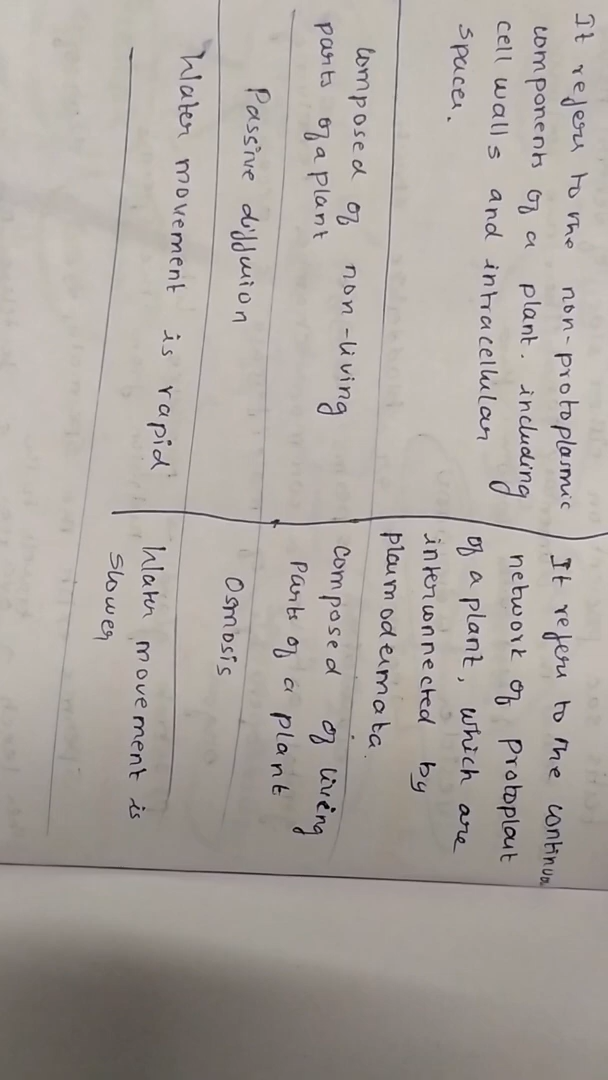 It refers to the non-protoplasmic
components of a plant. including
cell walls and intracellular
spaces.
It refers to the continuou
network of protoplast
of a plant, which are
interconnected by
plasmodesmata.
composed of non-living
parts of a plant
composed of living
parts of a plant
Passive diffusion
Osmosis
Water movement is rapid
Water movement is
slower